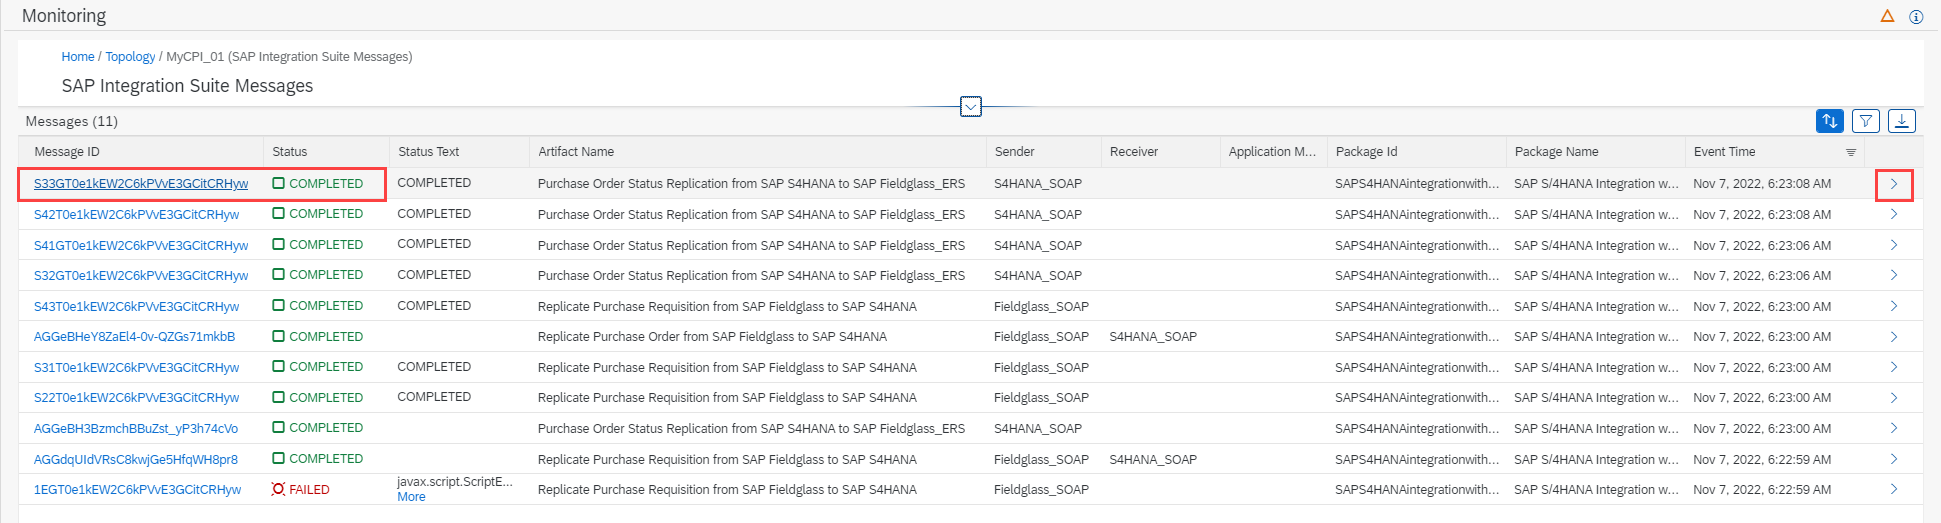 Monitoring
Home / Topology / MyCPI_01 (SAP Integration Suite Messages)
SAP Integration Suite Messages
Messages (11)
Message ID Status Status Text Artifact Name Sender Receiver Application M... Package Id Package Name Event Time
S33GT0e1kEW2C6kPVvE3GCitCRHyw COMPLETED COMPLETED Purchase Order Status Replication from SAP S4HANA to SAP Fieldglass_ERS S4HANA_SOAP SAPS4HANAintegrationwith... SAP S/4HANA Integration w... Nov 7, 2022, 6:23:08 AM
S42T0e1kEW2C6kPVvE3GCitCRHyw COMPLETED COMPLETED Purchase Order Status Replication from SAP S4HANA to SAP Fieldglass_ERS S4HANA_SOAP SAPS4HANAintegrationwith... SAP S/4HANA Integration w... Nov 7, 2022, 6:23:08 AM
S41GT0e1kEW2C6kPVvE3GCitCRHyw COMPLETED COMPLETED Purchase Order Status Replication from SAP S4HANA to SAP Fieldglass_ERS S4HANA_SOAP SAPS4HANAintegrationwith... SAP S/4HANA Integration w... Nov 7, 2022, 6:23:06 AM
S32GT0e1kEW2C6kPVvE3GCitCRHyw COMPLETED COMPLETED Purchase Order Status Replication from SAP S4HANA to SAP Fieldglass_ERS S4HANA_SOAP SAPS4HANAintegrationwith... SAP S/4HANA Integration w... Nov 7, 2022, 6:23:06 AM
S43T0e1kEW2C6kPVvE3GCitCRHyw COMPLETED COMPLETED Replicate Purchase Requisition from SAP Fieldglass to SAP S4HANA Fieldglass_SOAP SAPS4HANAintegrationwith... SAP S/4HANA Integration w... Nov 7, 2022, 6:23:00 AM
AGGeBHeY8ZaEl4-0v-QZGs71mkbB COMPLETED Replicate Purchase Order from SAP Fieldglass to SAP S4HANA Fieldglass_SOAP S4HANA_SOAP SAPS4HANAintegrationwith... SAP S/4HANA Integration w... Nov 7, 2022, 6:23:00 AM
S31T0e1kEW2C6kPVvE3GCitCRHyw COMPLETED COMPLETED Replicate Purchase Requisition from SAP Fieldglass to SAP S4HANA Fieldglass_SOAP SAPS4HANAintegrationwith... SAP S/4HANA Integration w... Nov 7, 2022, 6:23:00 AM
S22T0e1kEW2C6kPVvE3GCitCRHyw COMPLETED COMPLETED Replicate Purchase Requisition from SAP Fieldglass to SAP S4HANA Fieldglass_SOAP SAPS4HANAintegrationwith... SAP S/4HANA Integration w... Nov 7, 2022, 6:23:00 AM
AGGeBH3BzmchBBuZst_yP3h74cVo COMPLETED Purchase Order Status Replication from SAP S4HANA to SAP Fieldglass_ERS S4HANA_SOAP SAPS4HANAintegrationwith... SAP S/4HANA Integration w... Nov 7, 2022, 6:23:00 AM
AGGdqUIdVRsC8kwjGe5HfqWH8pr8 COMPLETED Replicate Purchase Requisition from SAP Fieldglass to SAP S4HANA Fieldglass_SOAP S4HANA_SOAP SAPS4HANAintegrationwith... SAP S/4HANA Integration w... Nov 7, 2022, 6:22:59 AM
1EGT0e1kEW2C6kPVvE3GCitCRHyw FAILED javax.script.ScriptE... Replicate Purchase Requisition from SAP Fieldglass to SAP S4HANA Fieldglass_SOAP SAPS4HANAintegrationwith... SAP S/4HANA Integration w... Nov 7, 2022, 6:22:59 AM
More